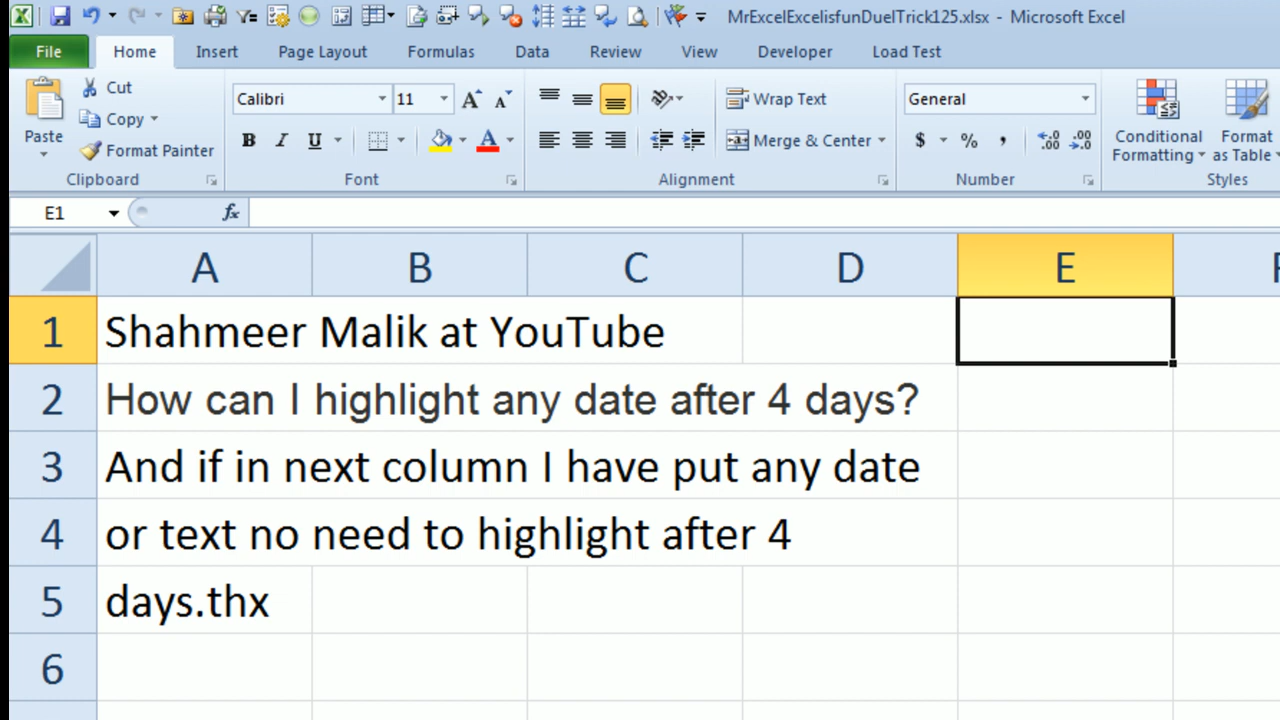 MrExcelExcelisfunDuelTrick125.xlsx - Microsoft Excel
File Home Insert Page Layout Formulas Data Review View Developer Load Test
Paste Cut Copy Format Painter
Calibri 11
B I U A
Wrap Text
Merge & Center
General
$ % ,
Conditional Formatting
Format as Table
Clipboard Font Alignment Number Styles
E1 fx
A B C D E F
1 Shahmeer Malik at YouTube
2 How can I highlight any date after 4 days?
3 And if in next column I have put any date
4 or text no need to highlight after 4
5 days.thx
6